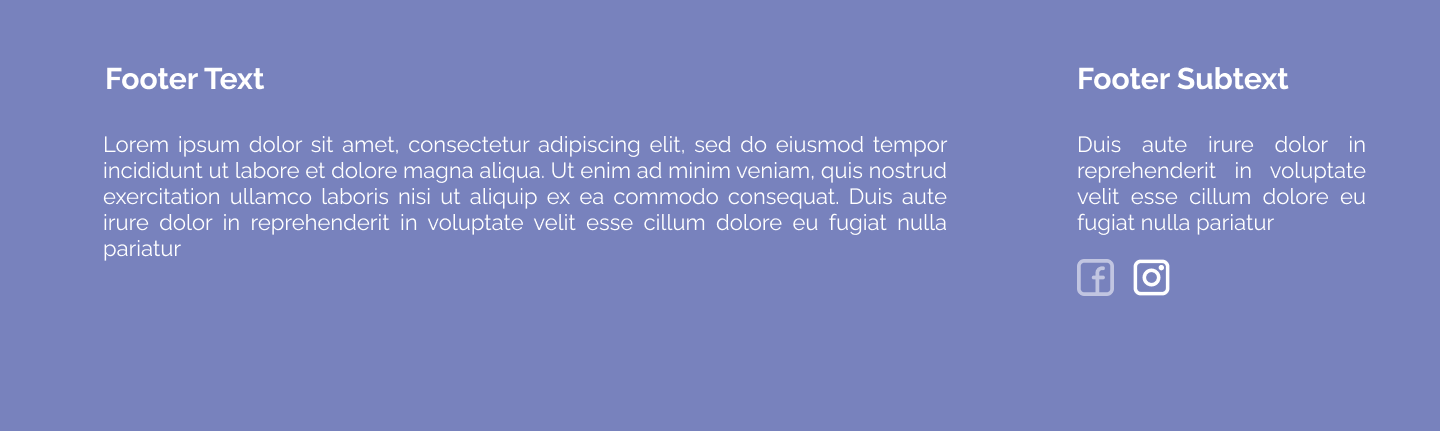 Footer Text
Lorem ipsum dolor sit amet, consectetur adipiscing elit, sed do eiusmod tempor
incididunt ut labore et dolore magna aliqua. Ut enim ad minim veniam, quis nostrud
exercitation ullamco laboris nisi ut aliquip ex ea commodo consequat. Duis aute
irure dolor in reprehenderit in voluptate velit esse cillum dolore eu fugiat nulla
pariatur
Footer Subtext
Duis aute irure dolor in
reprehenderit in voluptate
velit esse cillum dolore eu
fugiat nulla pariatur